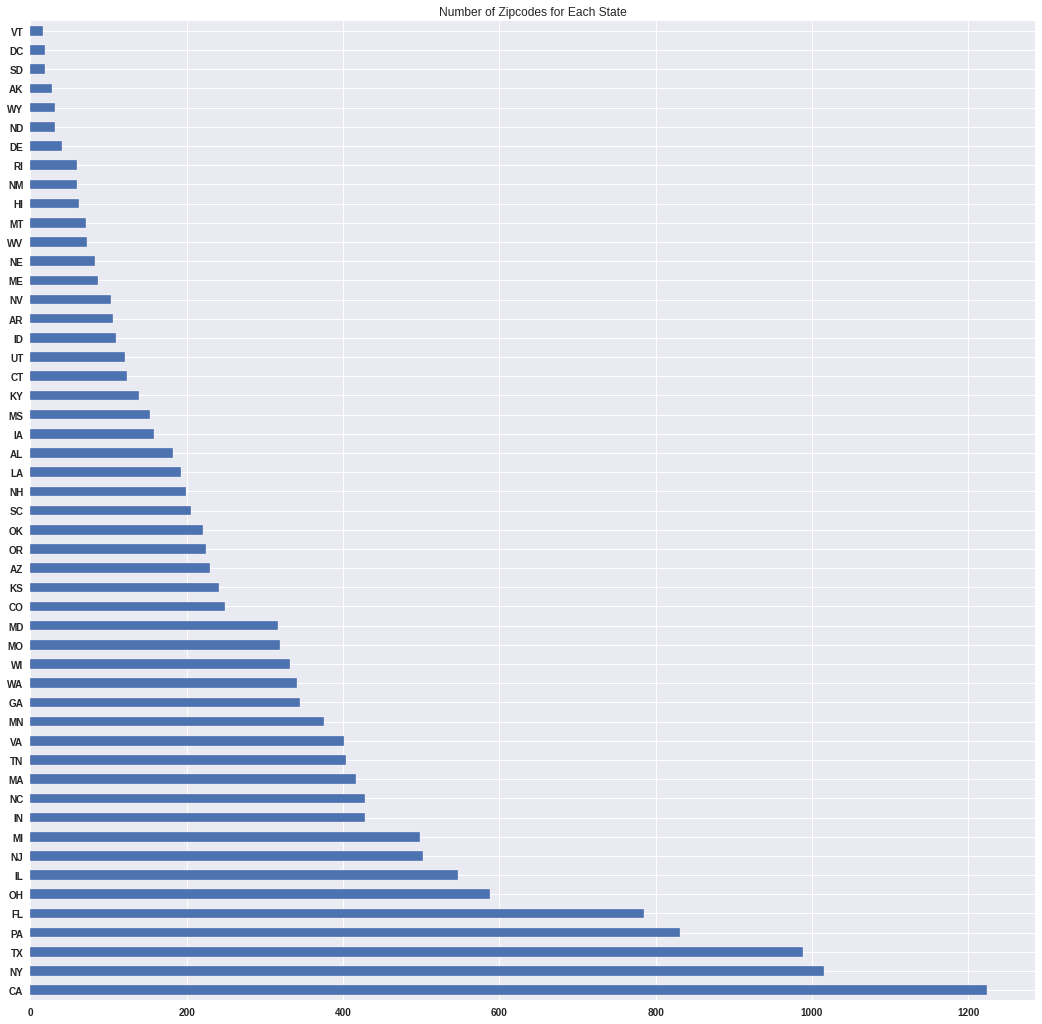 Number of Zipcodes for Each State
VT
DC
SD
AK
WY
ND
DE
RI
NM
HI
MT
WV
NE
ME
NV
AR
ID
UT
CT
KY
MS
IA
AL
LA
NH
SC
OK
OR
AZ
KS
CO
MD
MO
WI
WA
GA
MN
VA
TN
MA
NC
IN
MI
NJ
IL
OH
FL
PA
TX
NY
CA
0 200 400 600 800 1000 1200